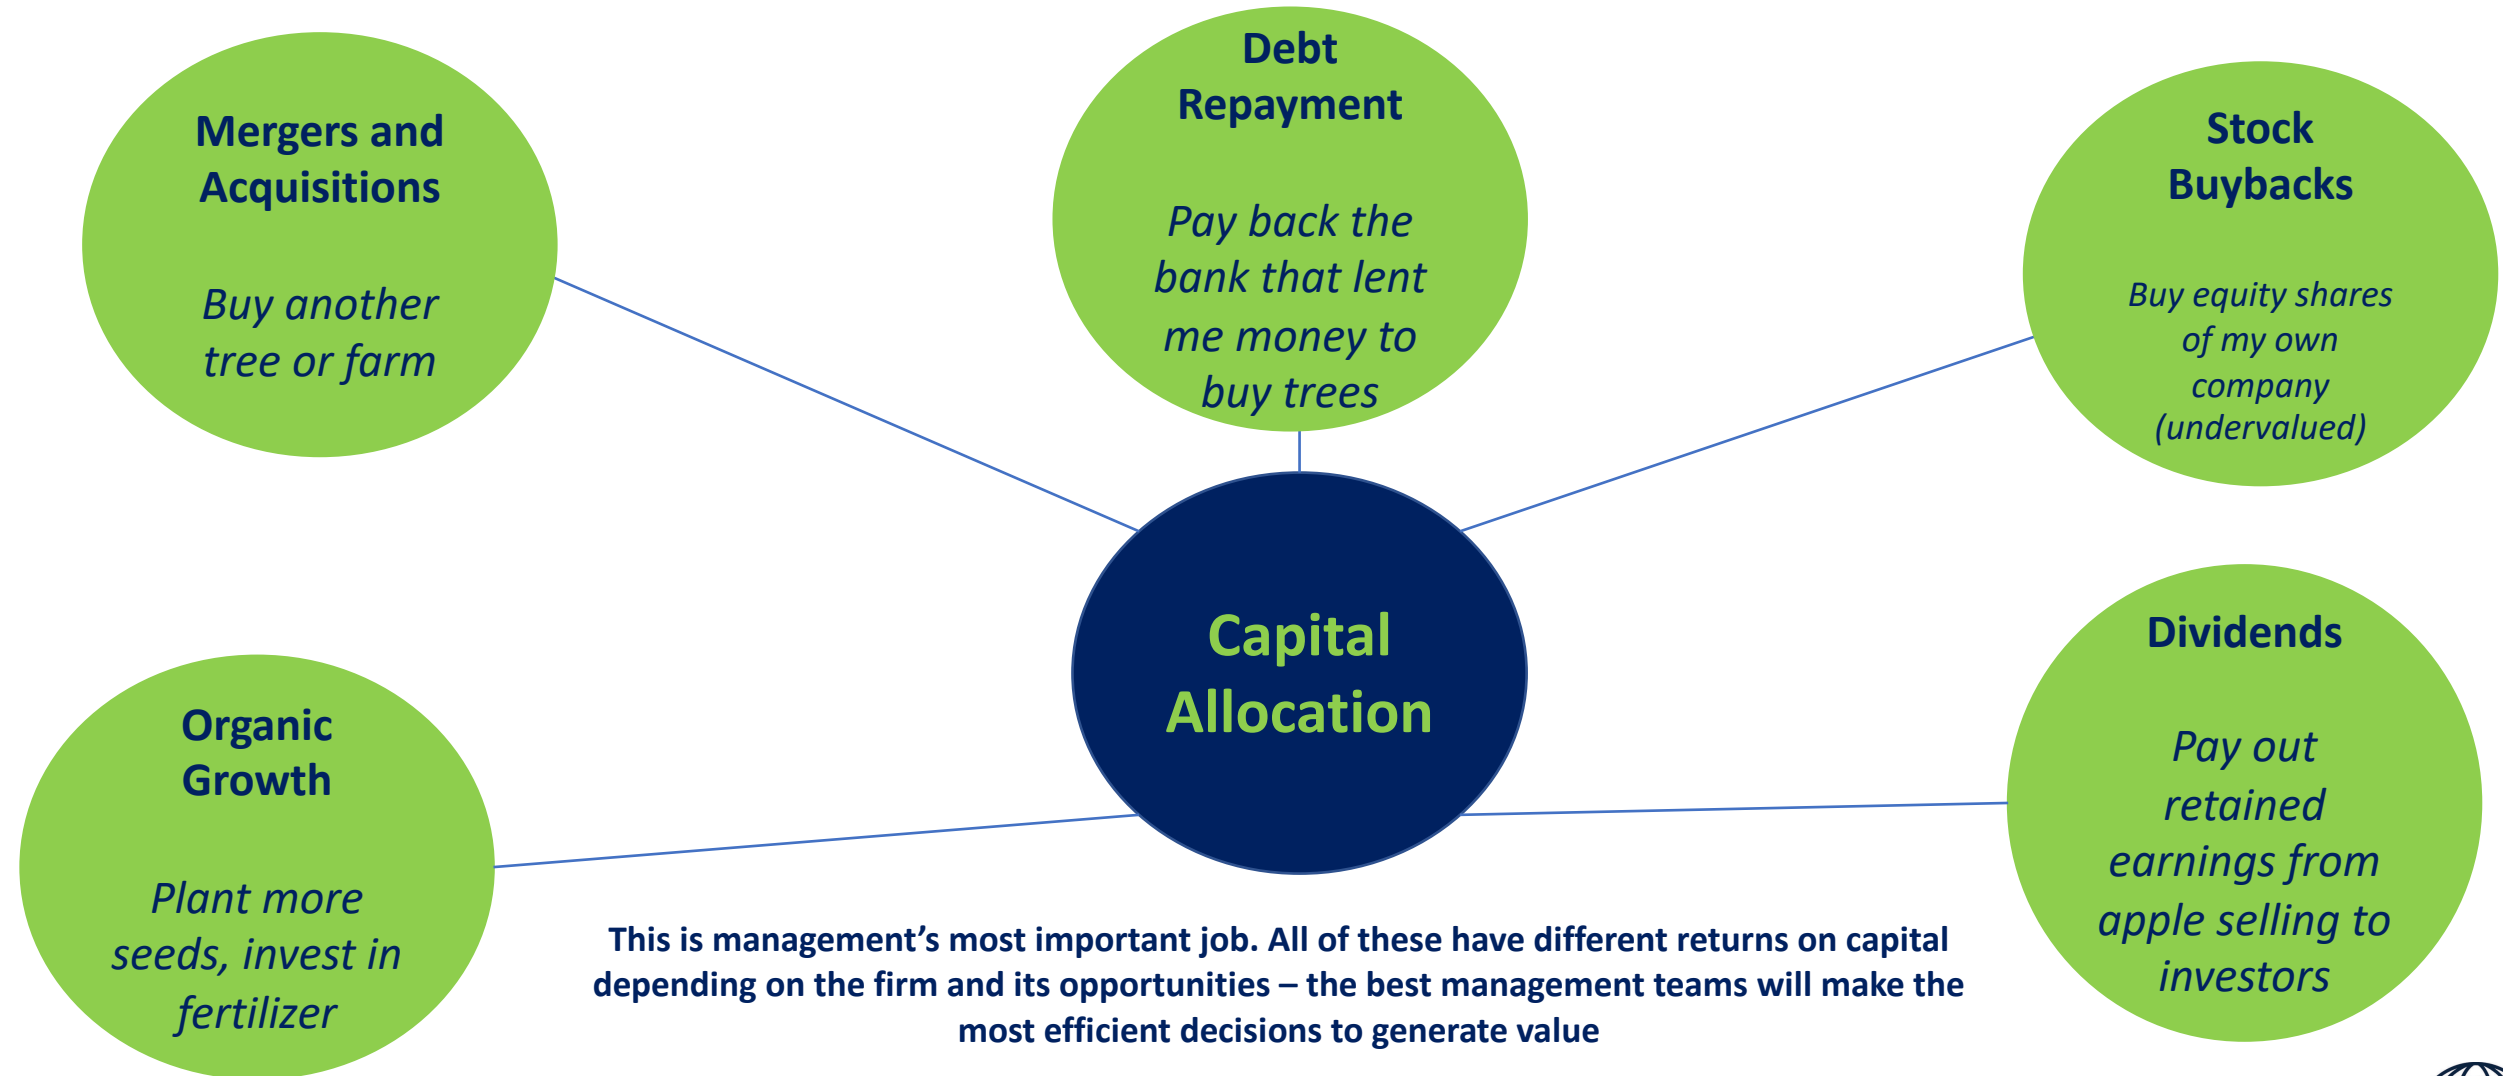 Mergers and
Acquisitions
Buy another
tree or farm
Debt
Repayment
Pay back the
bank that lent
me money to
buy trees
Stock
Buybacks
Buy equity shares
of my own
company
(undervalued)
Capital
Allocation
Organic
Growth
Plant more
seeds, invest in
fertilizer
Dividends
Pay out
retained
earnings from
apple selling to
investors
This is management’s most important job. All of these have different returns on capital
depending on the firm and its opportunities – the best management teams will make the
most efficient decisions to generate value